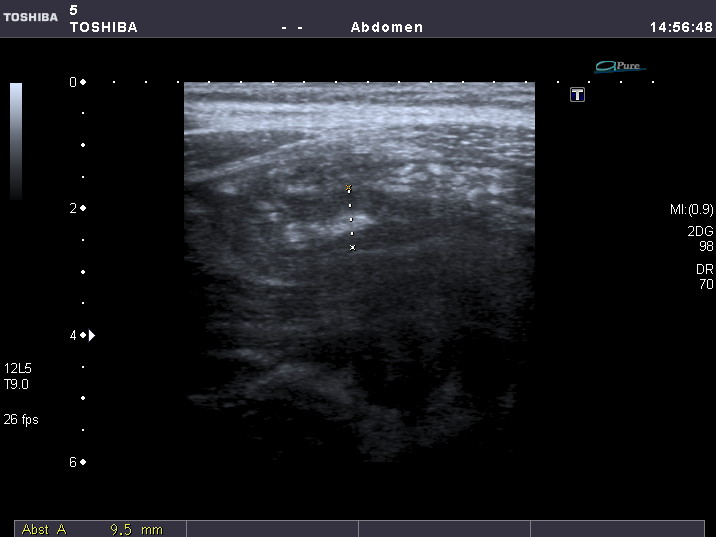 TOSHIBA
5
TOSHIBA - - Abdomen 14:56:48
aPure
T
0
2
4
6
MI:(0.9)
2DG
98
DR
70
12L5
T9.0
26 fps
Abst A 9.5 mm